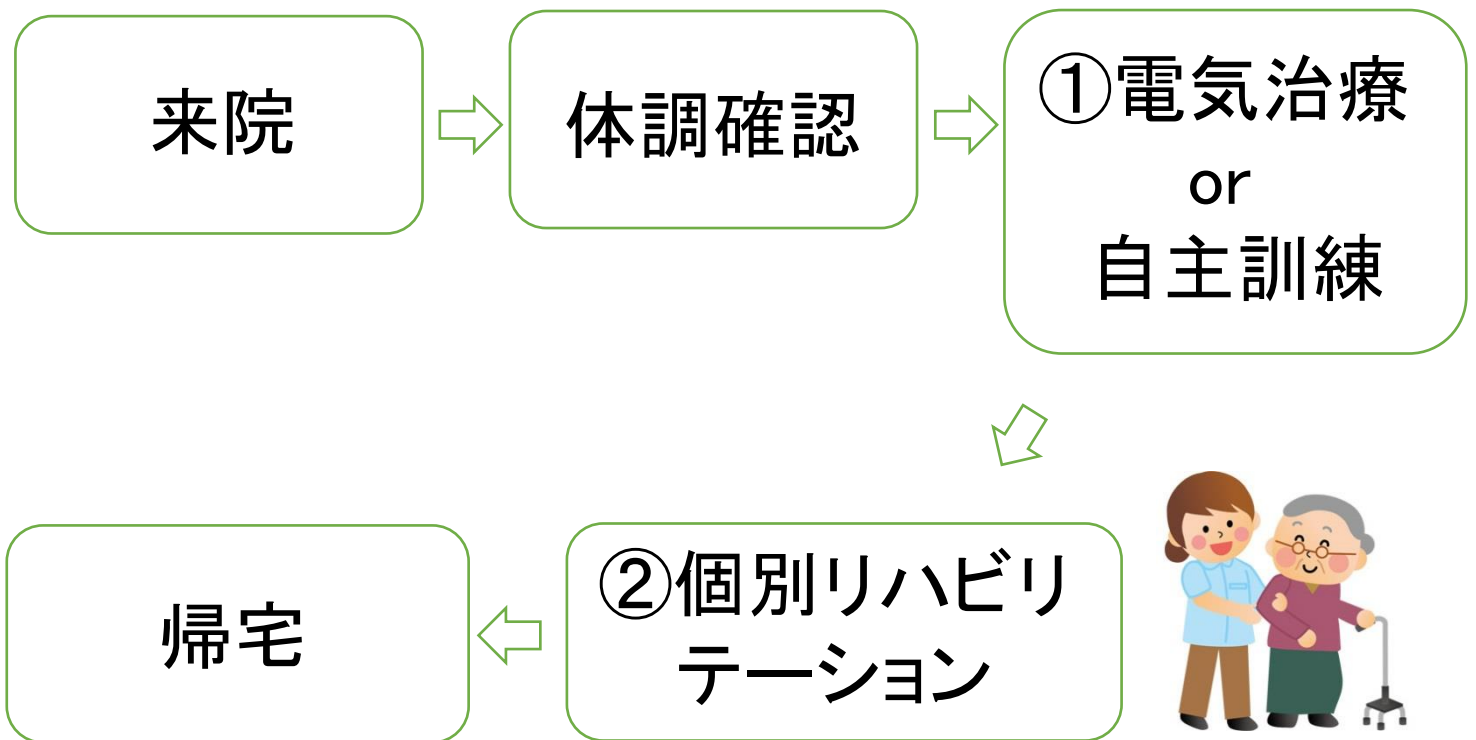 来院
体調確認
①電気治療
or
自主訓練
②個別リハビリ
テーション
帰宅